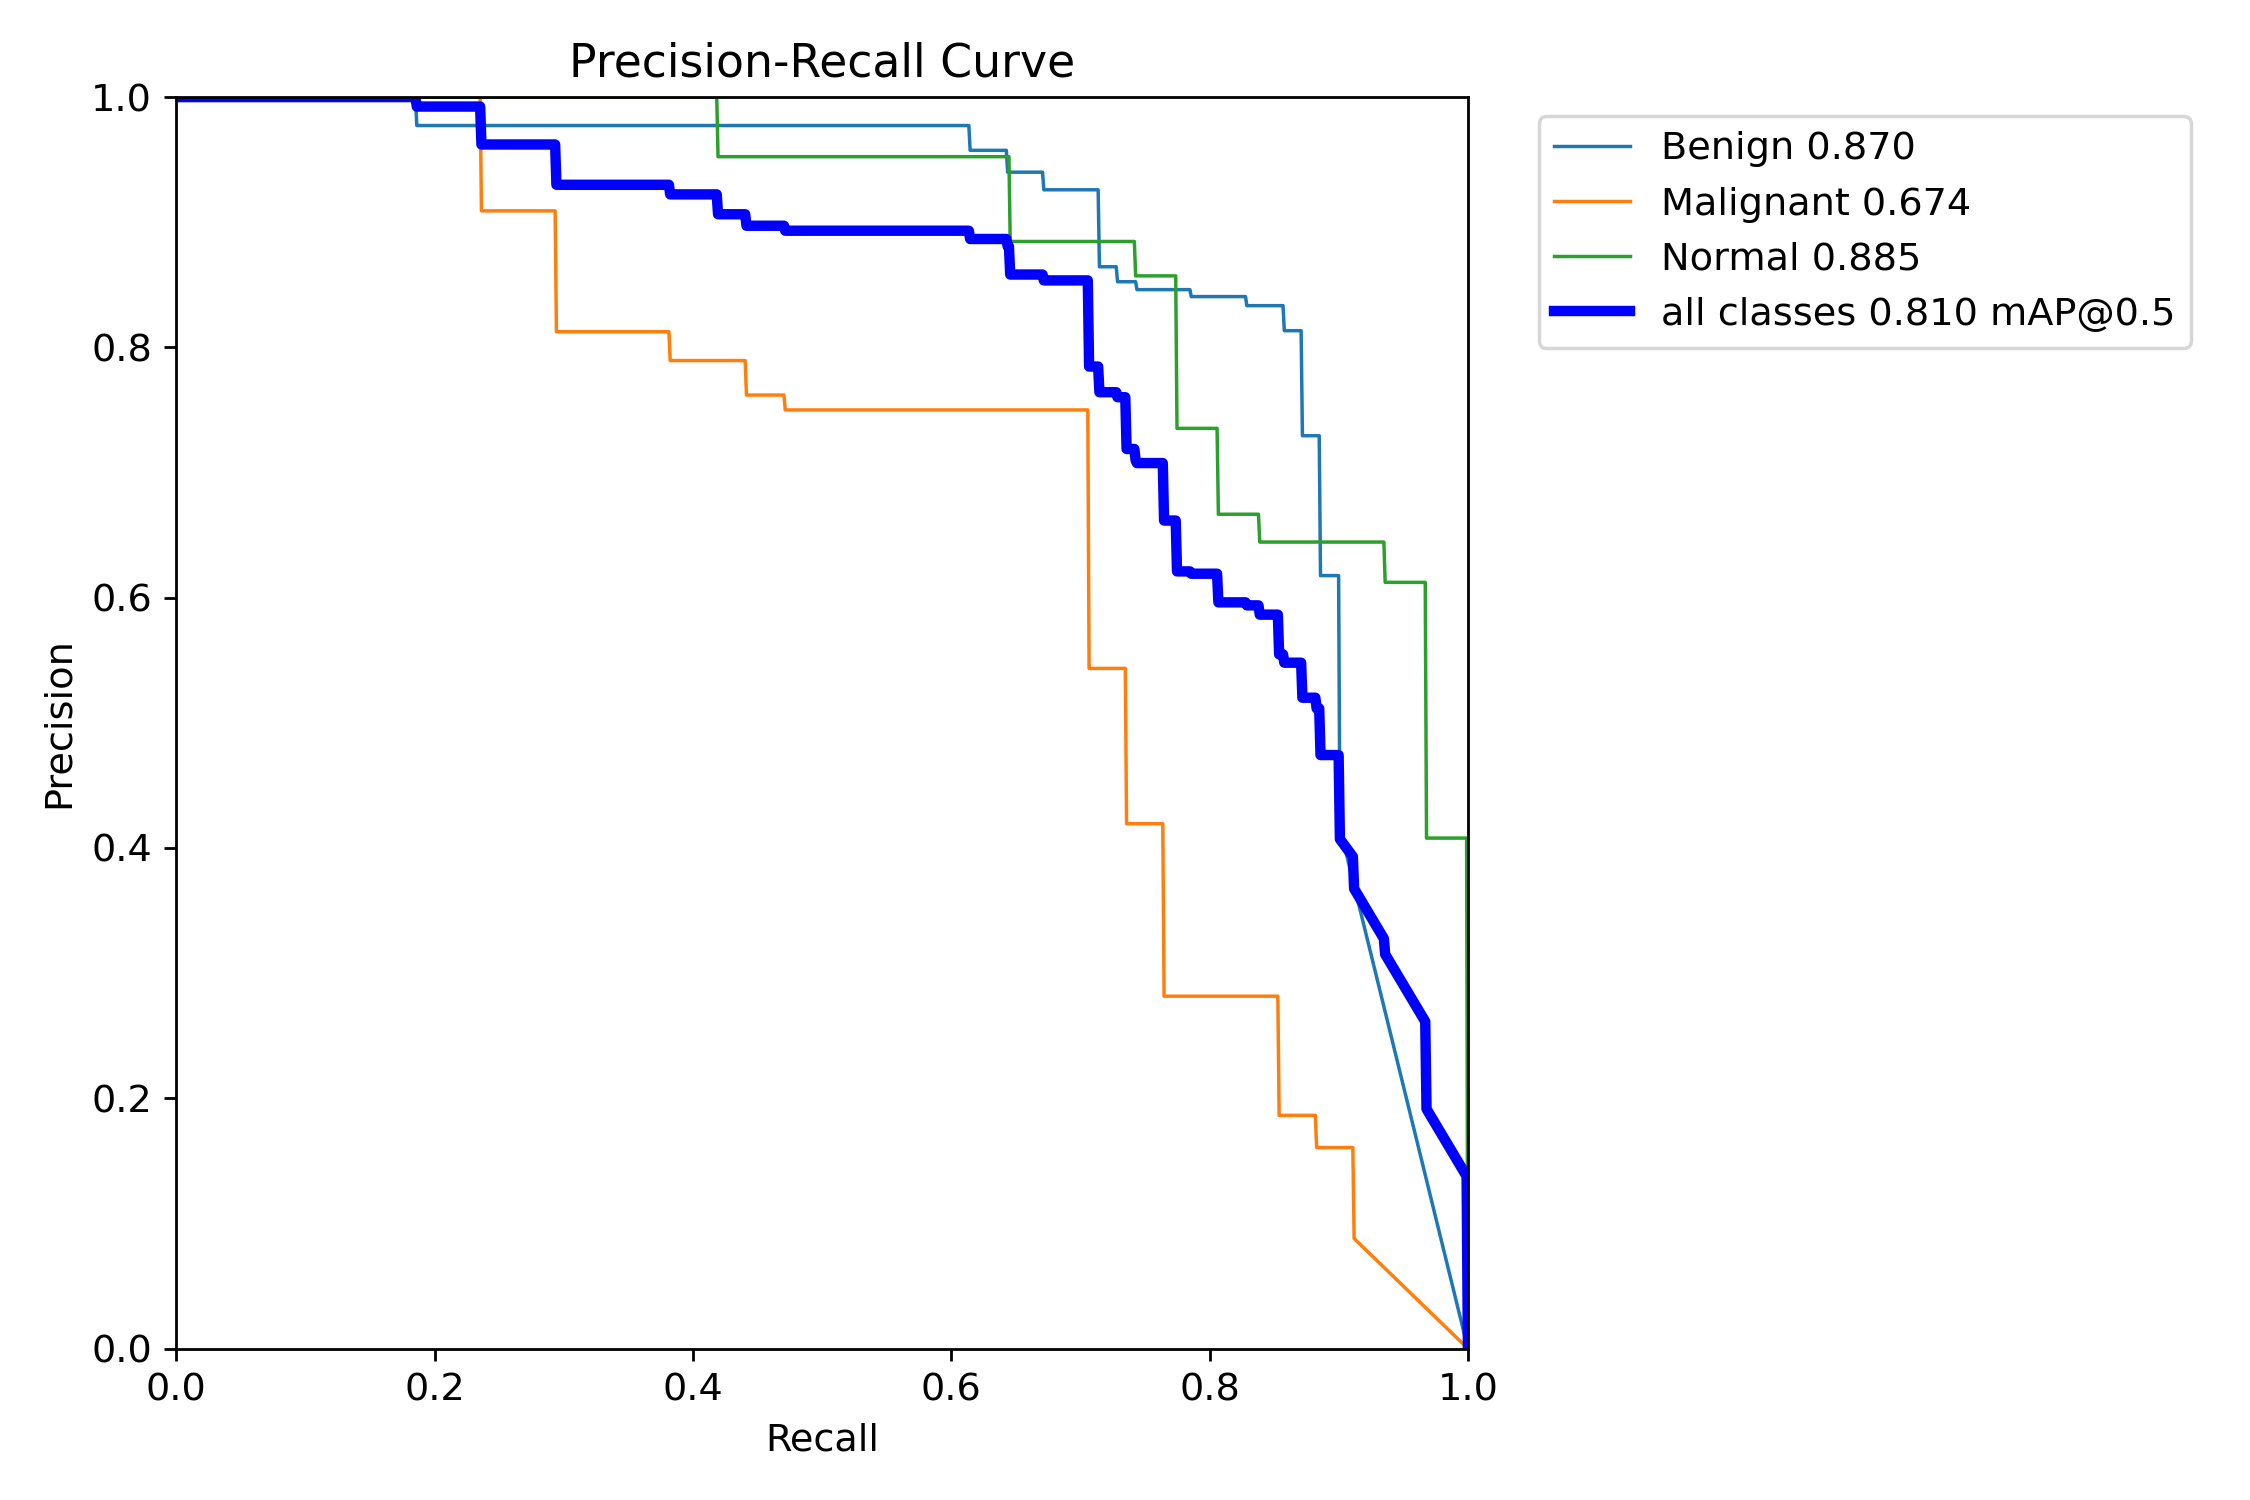 Precision-Recall Curve
1.0
0.8
0.6
0.4
0.2
0.0
Precision
0.0 0.2 0.4 0.6 0.8 1.0
Recall
Benign 0.870
Malignant 0.674
Normal 0.885
all classes 0.810 mAP@0.5